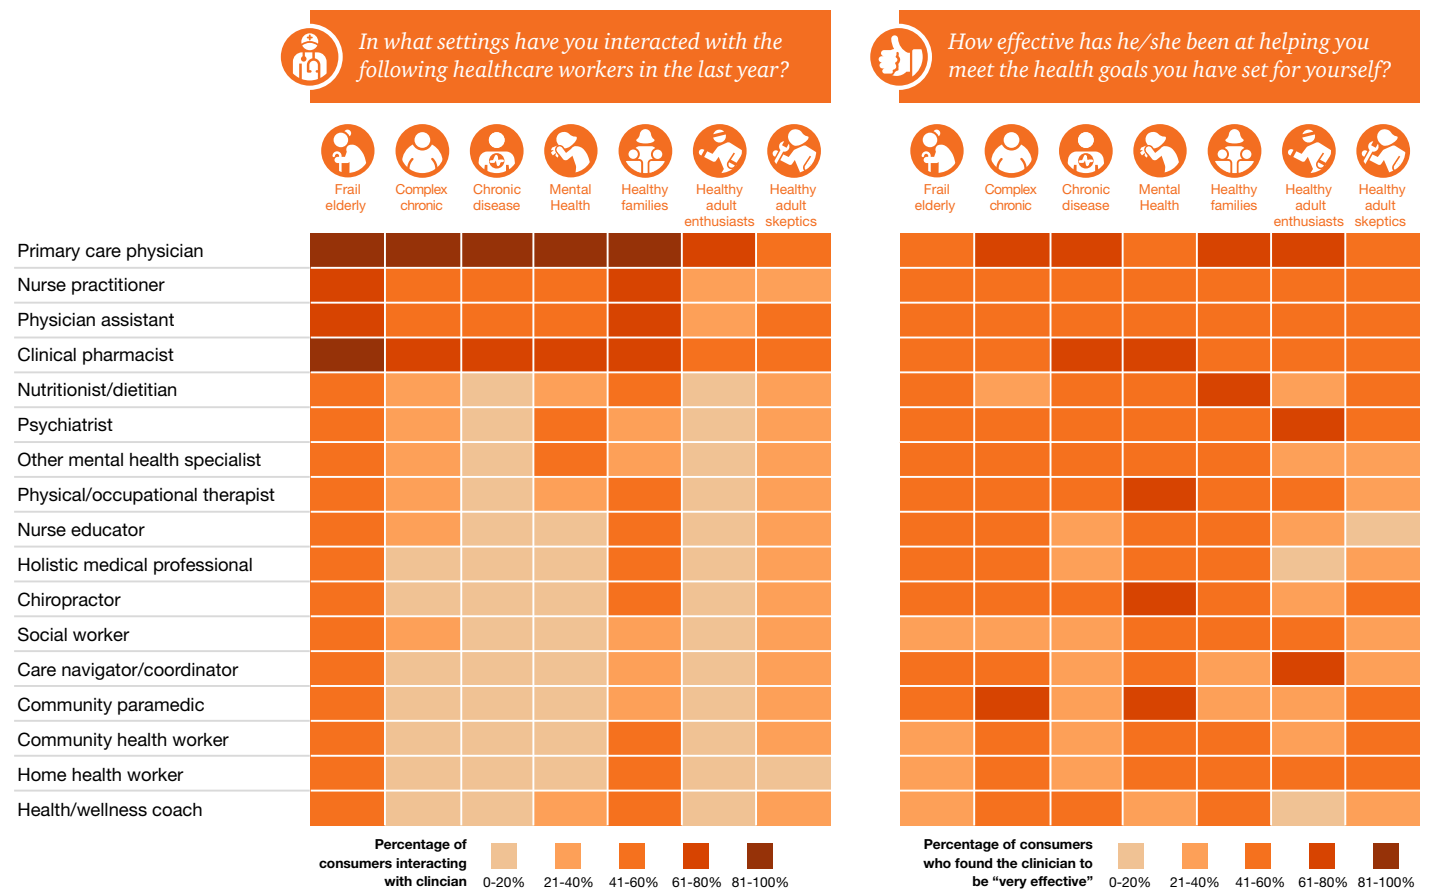 In what settings have you interacted with the
following healthcare workers in the last year?
How effective has he/she been at helping you
meet the health goals you have set for yourself?
Frail
elderly
Complex
chronic
Chronic
disease
Mental
Health
Healthy
families
Healthy
adult
enthusiasts
Healthy
adult
skeptics
Frail
elderly
Complex
chronic
Chronic
disease
Mental
Health
Healthy
families
Healthy
adult
enthusiasts
Healthy
adult
skeptics
Primary care physician
Nurse practitioner
Physician assistant
Clinical pharmacist
Nutritionist/dietitian
Psychiatrist
Other mental health specialist
Physical/occupational therapist
Nurse educator
Holistic medical professional
Chiropractor
Social worker
Care navigator/coordinator
Community paramedic
Community health worker
Home health worker
Health/wellness coach
Percentage of
consumers interacting
with clincian
0-20% 21-40% 41-60% 61-80% 81-100%
Percentage of consumers
who found the clinician to
be “very effective”
0-20% 21-40% 41-60% 61-80% 81-100%